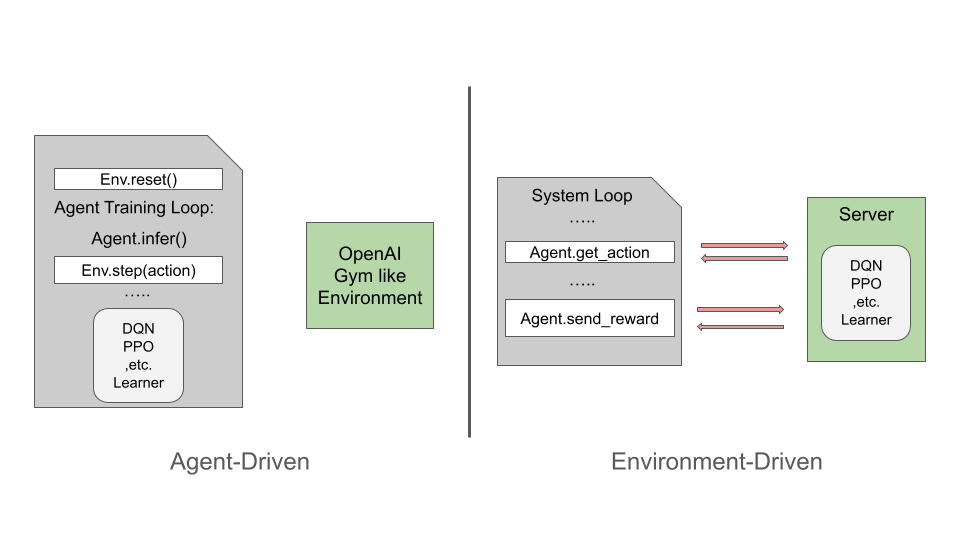 Env.reset()
Agent Training Loop:
Agent.infer()
Env.step(action)
.....
DQN
PPO
,etc.
Learner
OpenAI
Gym like
Environment
Agent-Driven
System Loop
.....
Agent.get_action
.....
Agent.send_reward
Server
DQN
PPO
,etc.
Learner
Environment-Driven